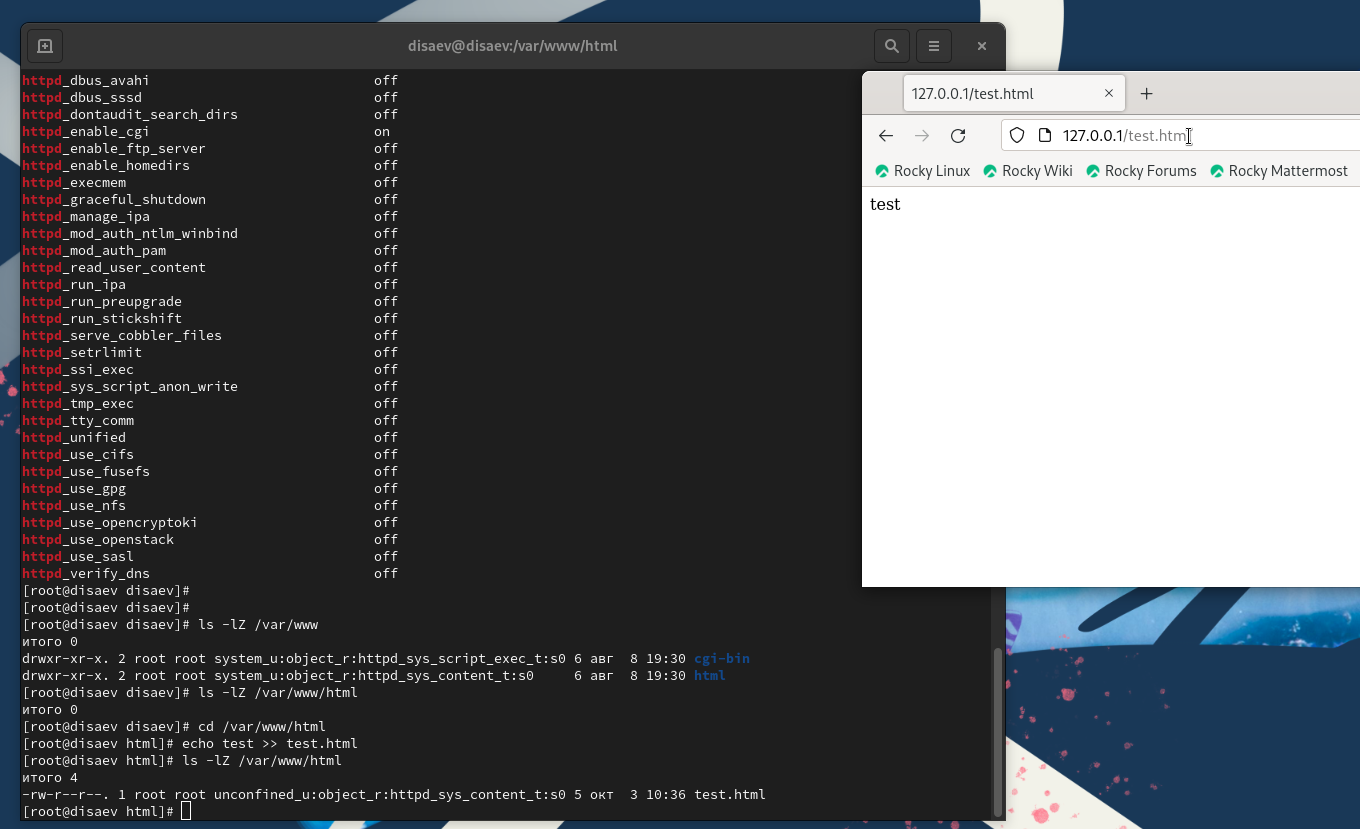 disaev@disaev:/var/www/html
httpd_dbus_avahi off
httpd_dbus_sssd off
httpd_dontaudit_search_dirs off
httpd_enable_cgi on
httpd_enable_ftp_server off
httpd_enable_homedirs off
httpd_execmem off
httpd_graceful_shutdown off
httpd_manage_ipa off
httpd_mod_auth_ntlm_winbind off
httpd_mod_auth_pam off
httpd_read_user_content off
httpd_run_ipa off
httpd_run_preupgrade off
httpd_run_stickshift off
httpd_serve_cobbler_files off
httpd_setrlimit off
httpd_ssi_exec off
httpd_sys_script_anon_write off
httpd_tmp_exec off
httpd_tty_comm off
httpd_unified off
httpd_use_cifs off
httpd_use_fusefs off
httpd_use_gpg off
httpd_use_nfs off
httpd_use_opencryptoki off
httpd_use_openstack off
httpd_use_sasl off
httpd_verify_dns off
[root@disaev disaev]#
[root@disaev disaev]#
[root@disaev disaev]# ls -lZ /var/www
итого 0
drwxr-xr-x. 2 root root system_u:object_r:httpd_sys_script_exec_t:s0 6 авг  8 19:30 cgi-bin
drwxr-xr-x. 2 root root system_u:object_r:httpd_sys_content_t:s0     6 авг  8 19:30 html
[root@disaev disaev]# ls -lZ /var/www/html
итого 0
[root@disaev disaev]# cd /var/www/html
[root@disaev html]# echo test >> test.html
[root@disaev html]# ls -lZ /var/www/html
итого 4
-rw-r--r--. 1 root root unconfined_u:object_r:httpd_sys_content_t:s0 5 окт  3 10:36 test.html
[root@disaev html]#
127.0.0.1/test.html
127.0.0.1/test.html
Rocky Linux Rocky Wiki Rocky Forums Rocky Mattermost
test